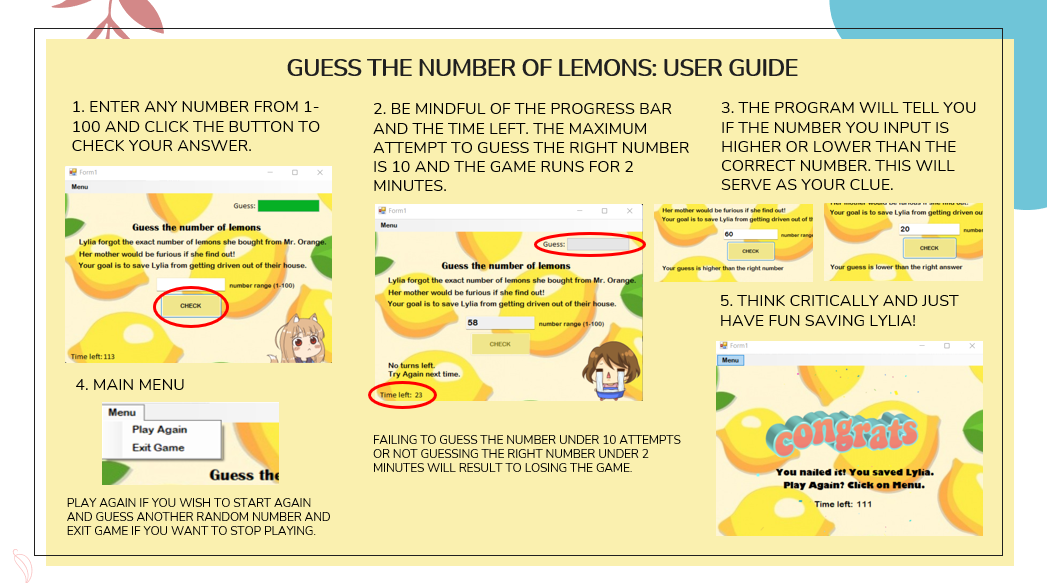 GUESS THE NUMBER OF LEMONS: USER GUIDE
1. ENTER ANY NUMBER FROM 1-
100 AND CLICK THE BUTTON TO
CHECK YOUR ANSWER.
Form1
Menu
Guess:
Guess the number of lemons
Lylia forgot the exact number of lemons she bought from Mr. Orange.
Her mother would be furious if she find out!
Your goal is to save Lylia from getting driven out of their house.
number range (1-100)
CHECK
Time left: 113
4. MAIN MENU
Menu
Play Again
Exit Game
Guess the
PLAY AGAIN IF YOU WISH TO START AGAIN
AND GUESS ANOTHER RANDOM NUMBER AND
EXIT GAME IF YOU WANT TO STOP PLAYING.
2. BE MINDFUL OF THE PROGRESS BAR
AND THE TIME LEFT. THE MAXIMUM
ATTEMPT TO GUESS THE RIGHT NUMBER
IS 10 AND THE GAME RUNS FOR 2
MINUTES.
Form1
Menu
Guess:
Guess the number of lemons
Lylia forgot the exact number of lemons she bought from Mr. Orange.
Her mother would be furious if she find out!
Your goal is to save Lylia from getting driven out of their house.
58 number range (1-100)
CHECK
No turns left.
Try Again next time.
Time left: 23
FAILING TO GUESS THE NUMBER UNDER 10 ATTEMPTS
OR NOT GUESSING THE RIGHT NUMBER UNDER 2
MINUTES WILL RESULT TO LOSING THE GAME.
3. THE PROGRAM WILL TELL YOU
IF THE NUMBER YOU INPUT IS
HIGHER OR LOWER THAN THE
CORRECT NUMBER. THIS WILL
SERVE AS YOUR CLUE.
Her mother would be furious if she find out!
Your goal is to save Lylia from getting driven out of th
60 number rang
CHECK
Your guess is higher than the right number
Her mother would be furious if she find out!
Your goal is to save Lylia from getting driven ou
20 number
CHECK
Your guess is lower than the right answer
5. THINK CRITICALLY AND JUST
HAVE FUN SAVING LYLIA!
Form1
Menu
congrats
You nailed it! You saved Lylia.
Play Again? Click on Menu.
Time left: 111